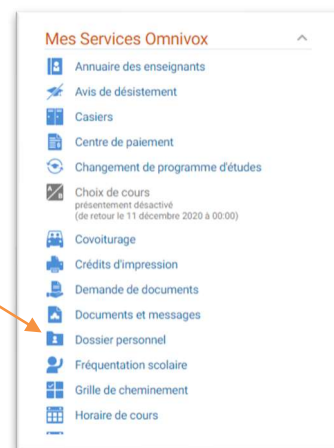 Mes Services Omnivox
Annuaire des enseignants
Avis de désistement
Casiers
Centre de paiement
Changement de programme d'études
Choix de cours
présentement désactivé
(de retour le 11 décembre 2020 à 00:00)
Covoiturage
Crédits d'impression
Demande de documents
Documents et messages
Dossier personnel
Fréquentation scolaire
Grille de cheminement
Horaire de cours